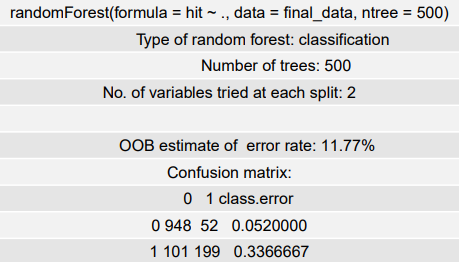 randomForest(formula = hit ~ ., data = final_data, ntree = 500)
Type of random forest: classification
Number of trees: 500
No. of variables tried at each split: 2
OOB estimate of error rate: 11.77%
Confusion matrix:
0 1 class.error
0 948 52 0.0520000
1 101 199 0.3366667